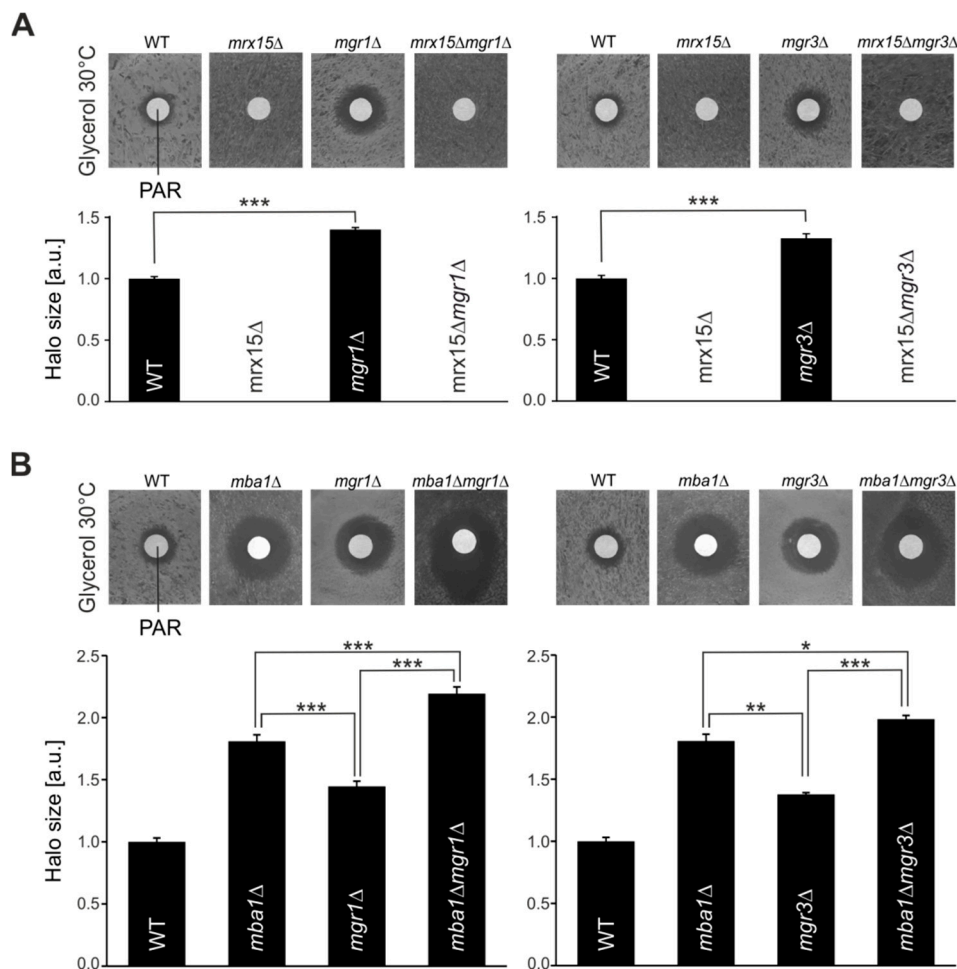 A
WT mrx15Δ mgr1Δ mrx15Δmgr1Δ WT mrx15Δ mgr3Δ mrx15Δmgr3Δ
Glycerol 30°C
PAR
*** ***
Halo size [a.u.]
1.5 1.5
1.0 1.0
0.5 0.5
0.0 0.0
WT mrx15Δ mgr1Δ mrx15Δmgr1Δ WT mrx15Δ mgr3Δ mrx15Δmgr3Δ
B
WT mba1Δ mgr1Δ mba1Δmgr1Δ WT mba1Δ mgr3Δ mba1Δmgr3Δ
Glycerol 30°C
PAR
*** *
*** *** ** ***
Halo size [a.u.]
2.5 2.5
2.0 2.0
1.5 1.5
1.0 1.0
0.5 0.5
0.0 0.0
WT mba1Δ mgr1Δ mba1Δmgr1Δ WT mba1Δ mgr3Δ mba1Δmgr3Δ